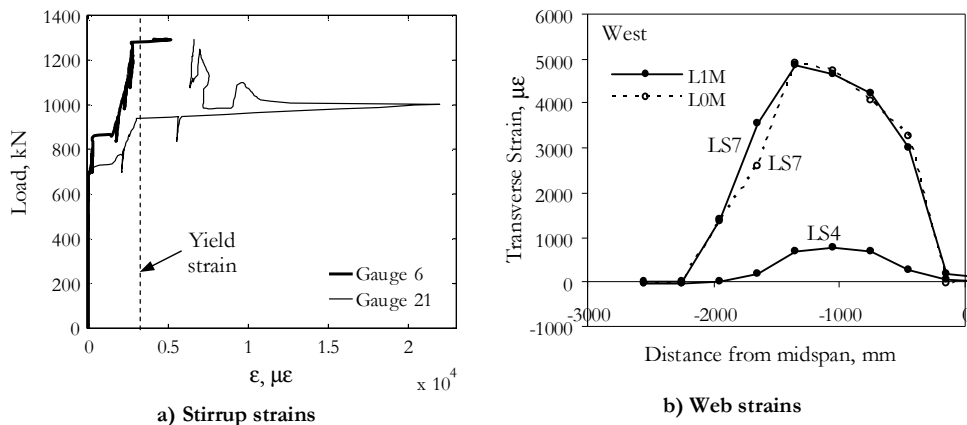 1400
1200
1000
800
600
400
200
0
Load, kN
Yield
strain
Gauge 6
Gauge 21
0 0.5 1 1.5 2
x 10^4
ε, με
a) Stirrup strains
6000
5000
4000
3000
2000
1000
0
-1000
Transverse Strain, με
West
L1M
L0M
LS7
LS7
LS4
-3000 -2000 -1000 0
Distance from midspan, mm
b) Web strains